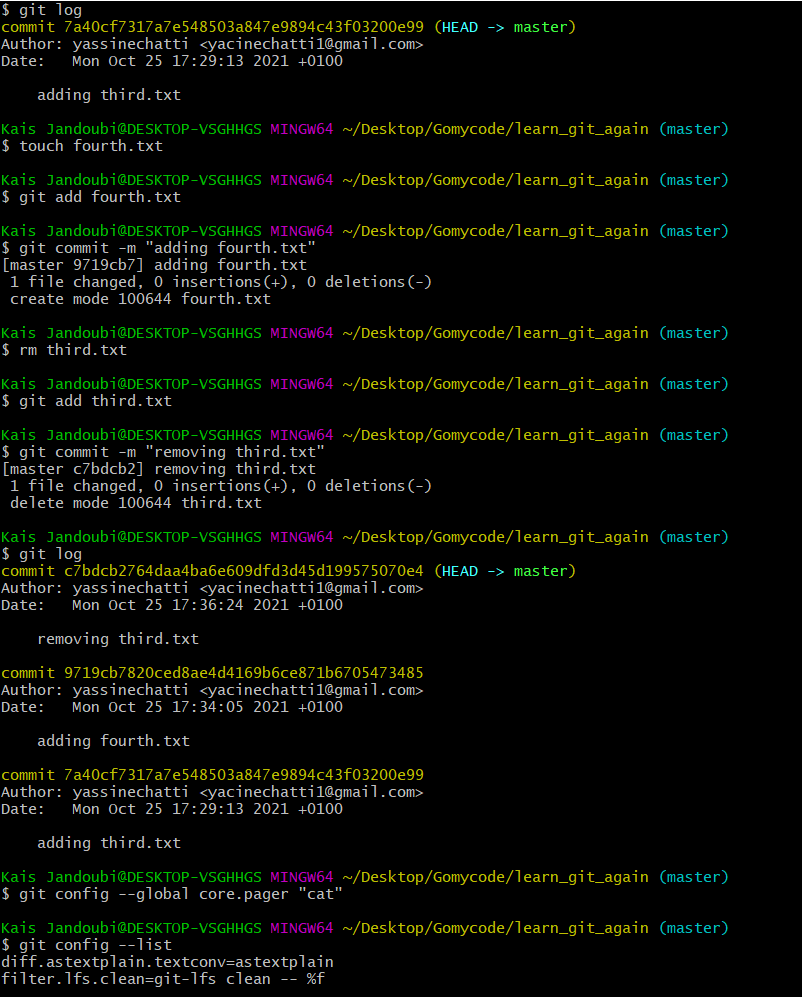 $ git log
commit 7a40cf7317a7e548503a847e9894c43f03200e99 (HEAD -> master)
Author: yassinechatti <yacinechatti1@gmail.com>
Date:   Mon Oct 25 17:29:13 2021 +0100

    adding third.txt

Kais Jandoubi@DESKTOP-VSGHHGS MINGW64 ~/Desktop/Gomycode/learn_git_again (master)
$ touch fourth.txt

Kais Jandoubi@DESKTOP-VSGHHGS MINGW64 ~/Desktop/Gomycode/learn_git_again (master)
$ git add fourth.txt

Kais Jandoubi@DESKTOP-VSGHHGS MINGW64 ~/Desktop/Gomycode/learn_git_again (master)
$ git commit -m "adding fourth.txt"
[master 9719cb7] adding fourth.txt
 1 file changed, 0 insertions(+), 0 deletions(-)
 create mode 100644 fourth.txt

Kais Jandoubi@DESKTOP-VSGHHGS MINGW64 ~/Desktop/Gomycode/learn_git_again (master)
$ rm third.txt

Kais Jandoubi@DESKTOP-VSGHHGS MINGW64 ~/Desktop/Gomycode/learn_git_again (master)
$ git add third.txt

Kais Jandoubi@DESKTOP-VSGHHGS MINGW64 ~/Desktop/Gomycode/learn_git_again (master)
$ git commit -m "removing third.txt"
[master c7bdcb2] removing third.txt
 1 file changed, 0 insertions(+), 0 deletions(-)
 delete mode 100644 third.txt

Kais Jandoubi@DESKTOP-VSGHHGS MINGW64 ~/Desktop/Gomycode/learn_git_again (master)
$ git log
commit c7bdcb2764daa4ba6e609dfd3d45d199575070e4 (HEAD -> master)
Author: yassinechatti <yacinechatti1@gmail.com>
Date:   Mon Oct 25 17:36:24 2021 +0100

    removing third.txt

commit 9719cb7820ced8ae4d4169b6ce871b6705473485
Author: yassinechatti <yacinechatti1@gmail.com>
Date:   Mon Oct 25 17:34:05 2021 +0100

    adding fourth.txt

commit 7a40cf7317a7e548503a847e9894c43f03200e99
Author: yassinechatti <yacinechatti1@gmail.com>
Date:   Mon Oct 25 17:29:13 2021 +0100

    adding third.txt

Kais Jandoubi@DESKTOP-VSGHHGS MINGW64 ~/Desktop/Gomycode/learn_git_again (master)
$ git config --global core.pager "cat"

Kais Jandoubi@DESKTOP-VSGHHGS MINGW64 ~/Desktop/Gomycode/learn_git_again (master)
$ git config --list
diff.astextplain.textconv=astextplain
filter.lfs.clean=git-lfs clean -- %f